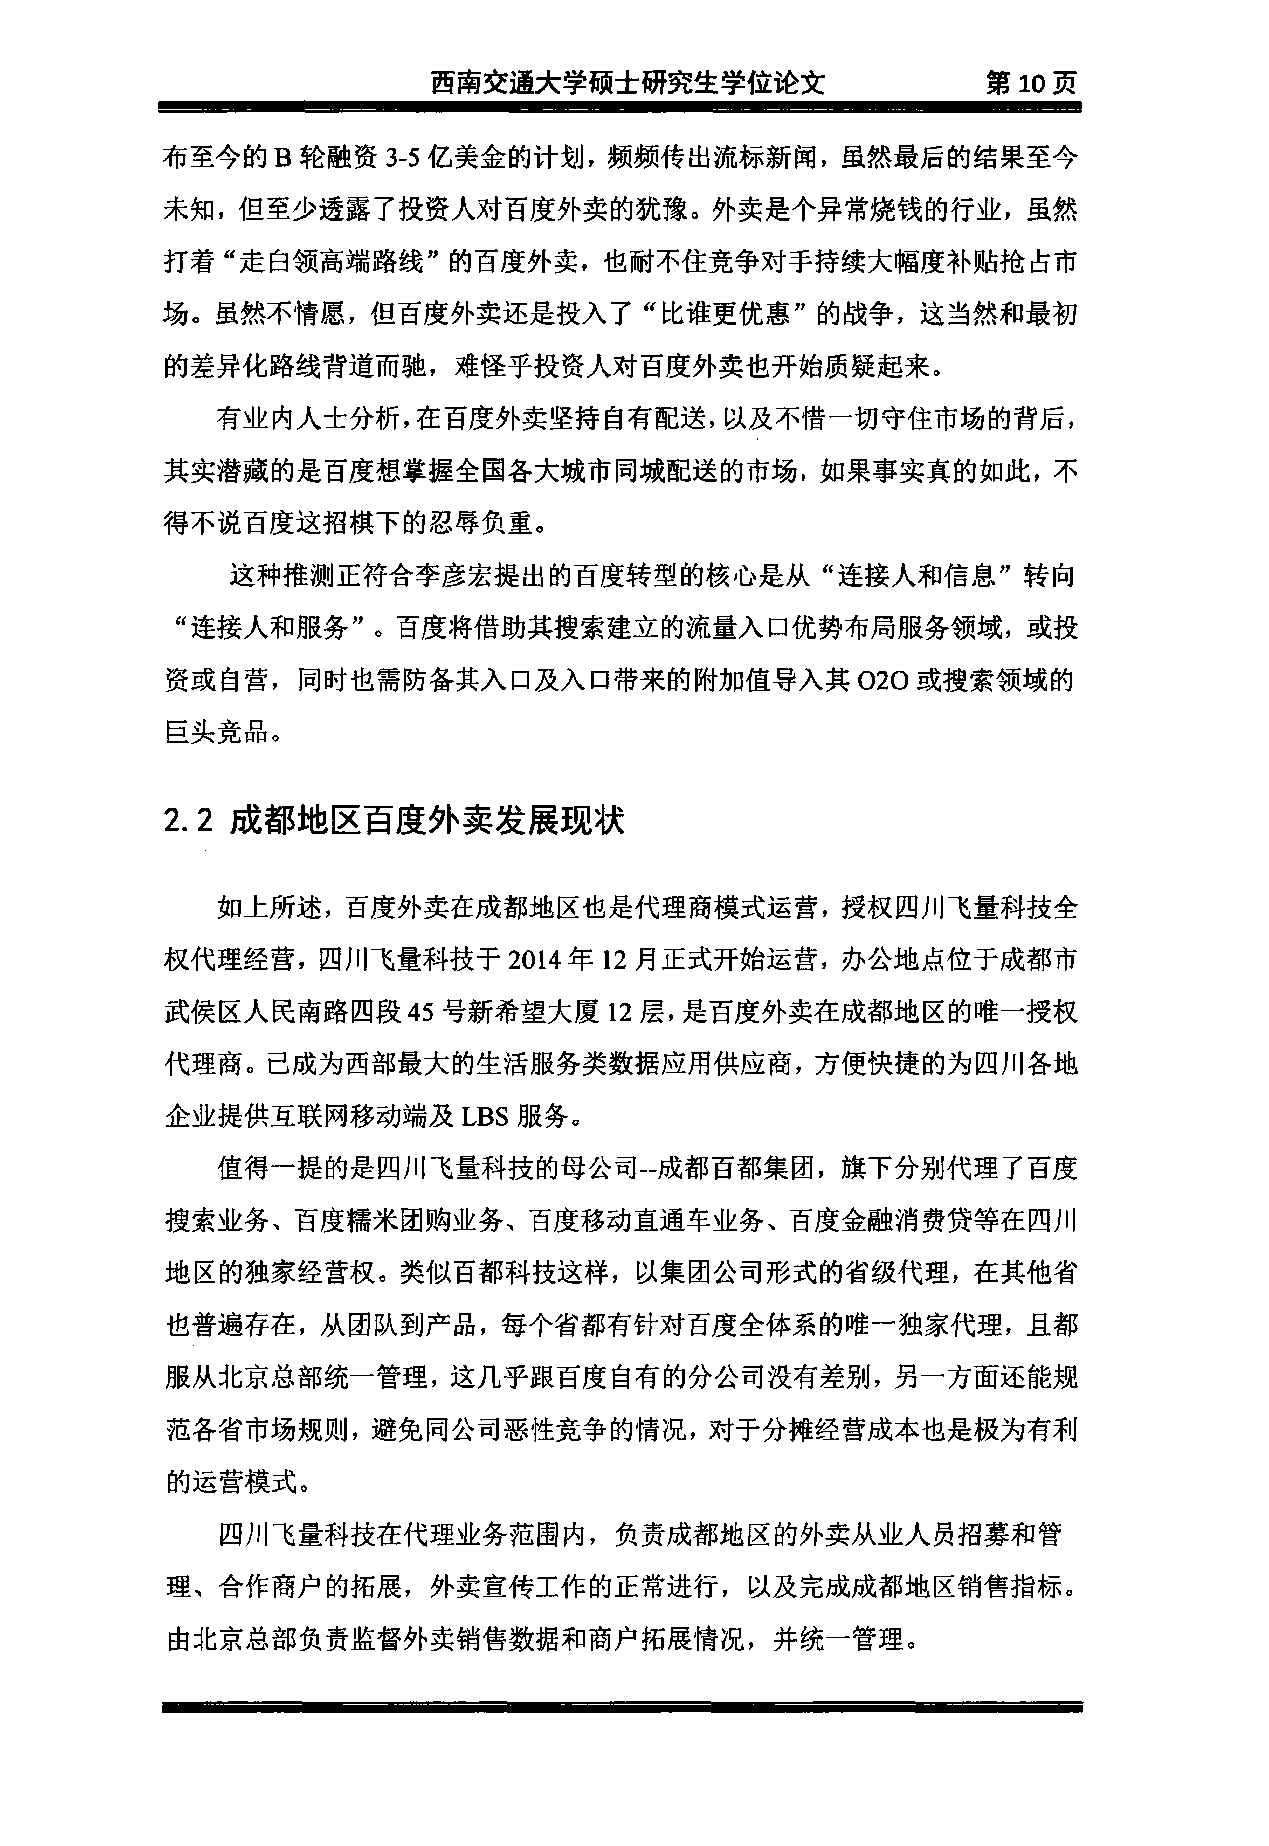 西南交通大学硕士研究生学位论文 第 10 页
布至今的 B 轮融资 3-5 亿美金的计划，频频传出流标新闻，虽然最后的结果至今
未知，但至少透露了投资人对百度外卖的犹豫。外卖是个异常烧钱的行业，虽然
打着“走白领高端路线”的百度外卖，也耐不住竞争对手持续大幅度补贴抢占市
场。虽然不情愿，但百度外卖还是投入了“比谁更优惠”的战争，这当然和最初
的差异化路线背道而驰，难怪乎投资人对百度外卖也开始质疑起来。
有业内人士分析，在百度外卖坚持自有配送，以及不惜一切守住市场的背后，
其实潜藏的是百度想掌握全国各大城市同城配送的市场，如果事实真的如此，不
得不说百度这招棋下的忍辱负重。
这种推测正符合李彦宏提出的百度转型的核心是从“连接人和信息”转向
“连接人和服务”。百度将借助其搜索建立的流量入口优势布局服务领域，或投
资或自营，同时也需防备其入口及入口带来的附加值导入其 O2O 或搜索领域的
巨头竞品。
2.2 成都地区百度外卖发展现状
如上所述，百度外卖在成都地区也是代理商模式运营，授权四川飞量科技全
权代理经营，四川飞量科技于 2014 年 12 月正式开始运营，办公地点位于成都市
武侯区人民南路四段 45 号新希望大厦 12 层，是百度外卖在成都地区的唯一授权
代理商。已成为西部最大的生活服务类数据应用供应商，方便快捷的为四川各地
企业提供互联网移动端及 LBS 服务。
值得一提的是四川飞量科技的母公司--成都百都集团，旗下分别代理了百度
搜索业务、百度糯米团购业务、百度移动直通车业务、百度金融消费贷等在四川
地区的独家经营权。类似百都科技这样，以集团公司形式的省级代理，在其他省
也普遍存在，从团队到产品，每个省都有针对百度全体系的唯一独家代理，且都
服从北京总部统一管理，这几乎跟百度自有的分公司没有差别，另一方面还能规
范各省市场规则，避免同公司恶性竞争的情况，对于分摊经营成本也是极为有利
的运营模式。
四川飞量科技在代理业务范围内，负责成都地区的外卖从业人员招募和管
理、合作商户的拓展，外卖宣传工作的正常进行，以及完成成都地区销售指标。
由北京总部负责监督外卖销售数据和商户拓展情况，并统一管理。